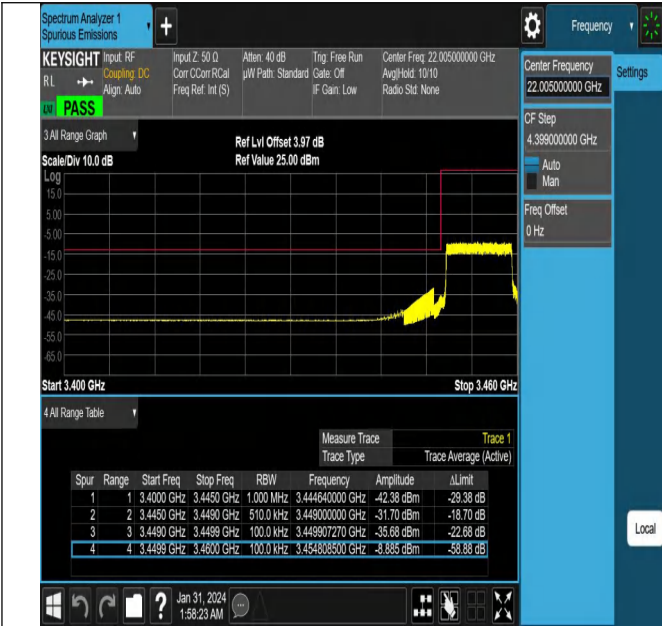 Spectrum Analyzer 1
Spurious Emissions
Frequency
KEYSIGHT
RL
LXI PASS
Input: RF
Coupling: DC
Align: Auto
Input Z: 50 Ω
Corr CCorr RCal
Freq Ref: Int (S)
Atten: 40 dB
µW Path: Standard
Trig: Free Run
Gate: Off
IF Gain: Low
Center Freq: 22.005000000 GHz
Avg|Hold: 10/10
Radio Std: None
Center Frequency
22.005000000 GHz
Settings
CF Step
4.399000000 GHz
Auto
Man
Freq Offset
0 Hz
Local
3 All Range Graph
Scale/Div 10.0 dB
Ref Lvl Offset 3.97 dB
Ref Value 25.00 dBm
Log
15.0
5.00
-5.00
-15.0
-25.0
-35.0
-45.0
-55.0
-65.0
Start 3.400 GHz
Stop 3.460 GHz
4 All Range Table
Measure Trace Trace 1
Trace Type Trace Average (Active)
Spur Range Start Freq Stop Freq RBW Frequency Amplitude ΔLimit
1 1 3.4000 GHz 3.4450 GHz 1.000 MHz 3.444640000 GHz -42.38 dBm -29.38 dB
2 2 3.4450 GHz 3.4490 GHz 510.0 kHz 3.449000000 GHz -31.70 dBm -18.70 dB
3 3 3.4490 GHz 3.4499 GHz 100.0 kHz 3.449907270 GHz -35.68 dBm -22.68 dB
4 4 3.4499 GHz 3.4600 GHz 100.0 kHz 3.454808500 GHz -8.885 dBm -58.88 dB
Jan 31, 2024
1:58:23 AM